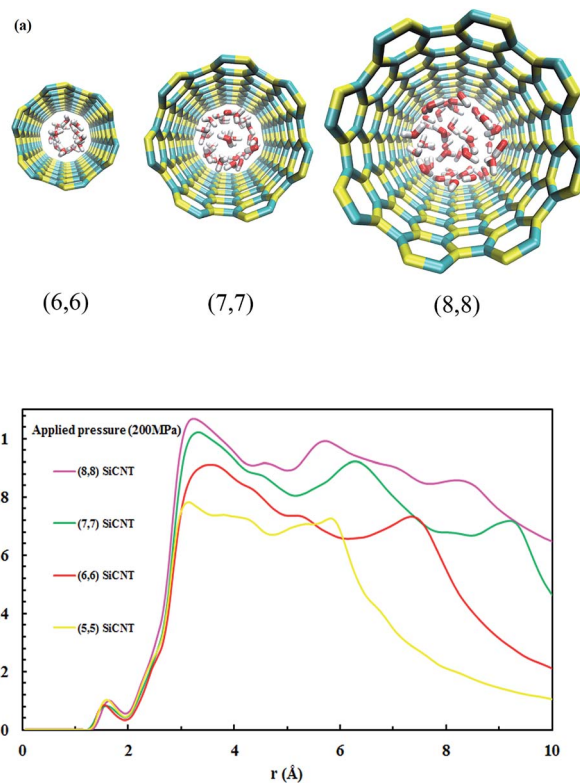 (a)
(6,6) (7,7) (8,8)
Applied pressure (200MPa)
(8,8) SiCNT
(7,7) SiCNT
(6,6) SiCNT
(5,5) SiCNT
1
8
6
4
2
0
0 2 4 6 8 10
r (Å)